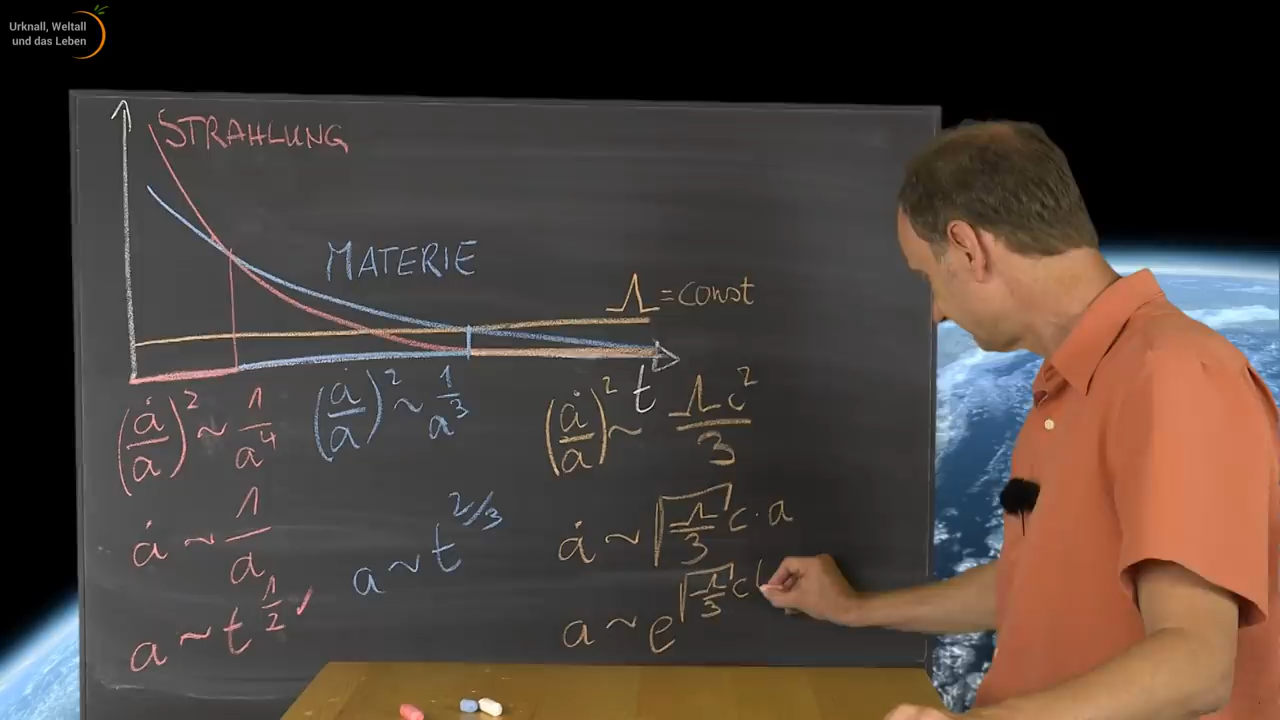 Urknall, Weltall
und das Leben
STRAHLUNG
MATERIE
Λ = const
t
(ȧ/a)² ~ 1/a⁴
(ȧ/a)² ~ 1/a³
(ȧ/a)² ~ Λc²/3
ȧ ~ 1/a
a ~ t^{2/3}
ȧ ~ √(Λ/3) c · a
a ~ t^{1/2} ✓
a ~ e^{√(Λ/3) c